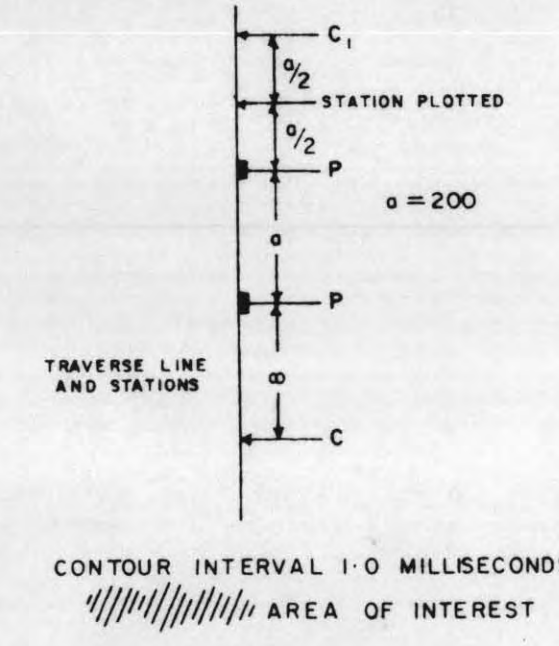 C₁
a/2
STATION PLOTTED
a/2
P
a = 200
a
P
TRAVERSE LINE
AND STATIONS
∞
C
CONTOUR INTERVAL 1·0 MILLISECOND
AREA OF INTEREST